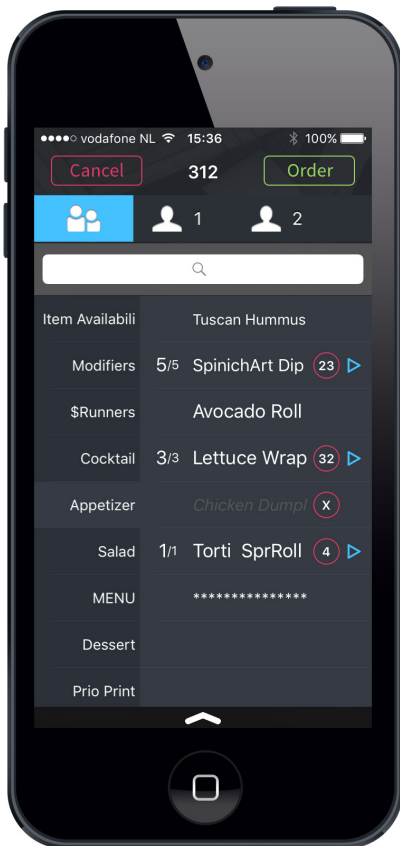 vodafone NL 15:36 100%
Cancel 312 Order
1 2
Item Availabili Tuscan Hummus
Modifiers 5/5 SpinichArt Dip 23
$Runners Avocado Roll
Cocktail 3/3 Lettuce Wrap 32
Appetizer Chicken Dumpl X
Salad 1/1 Torti SprRoll 4
MENU ***************
Dessert
Prio Print